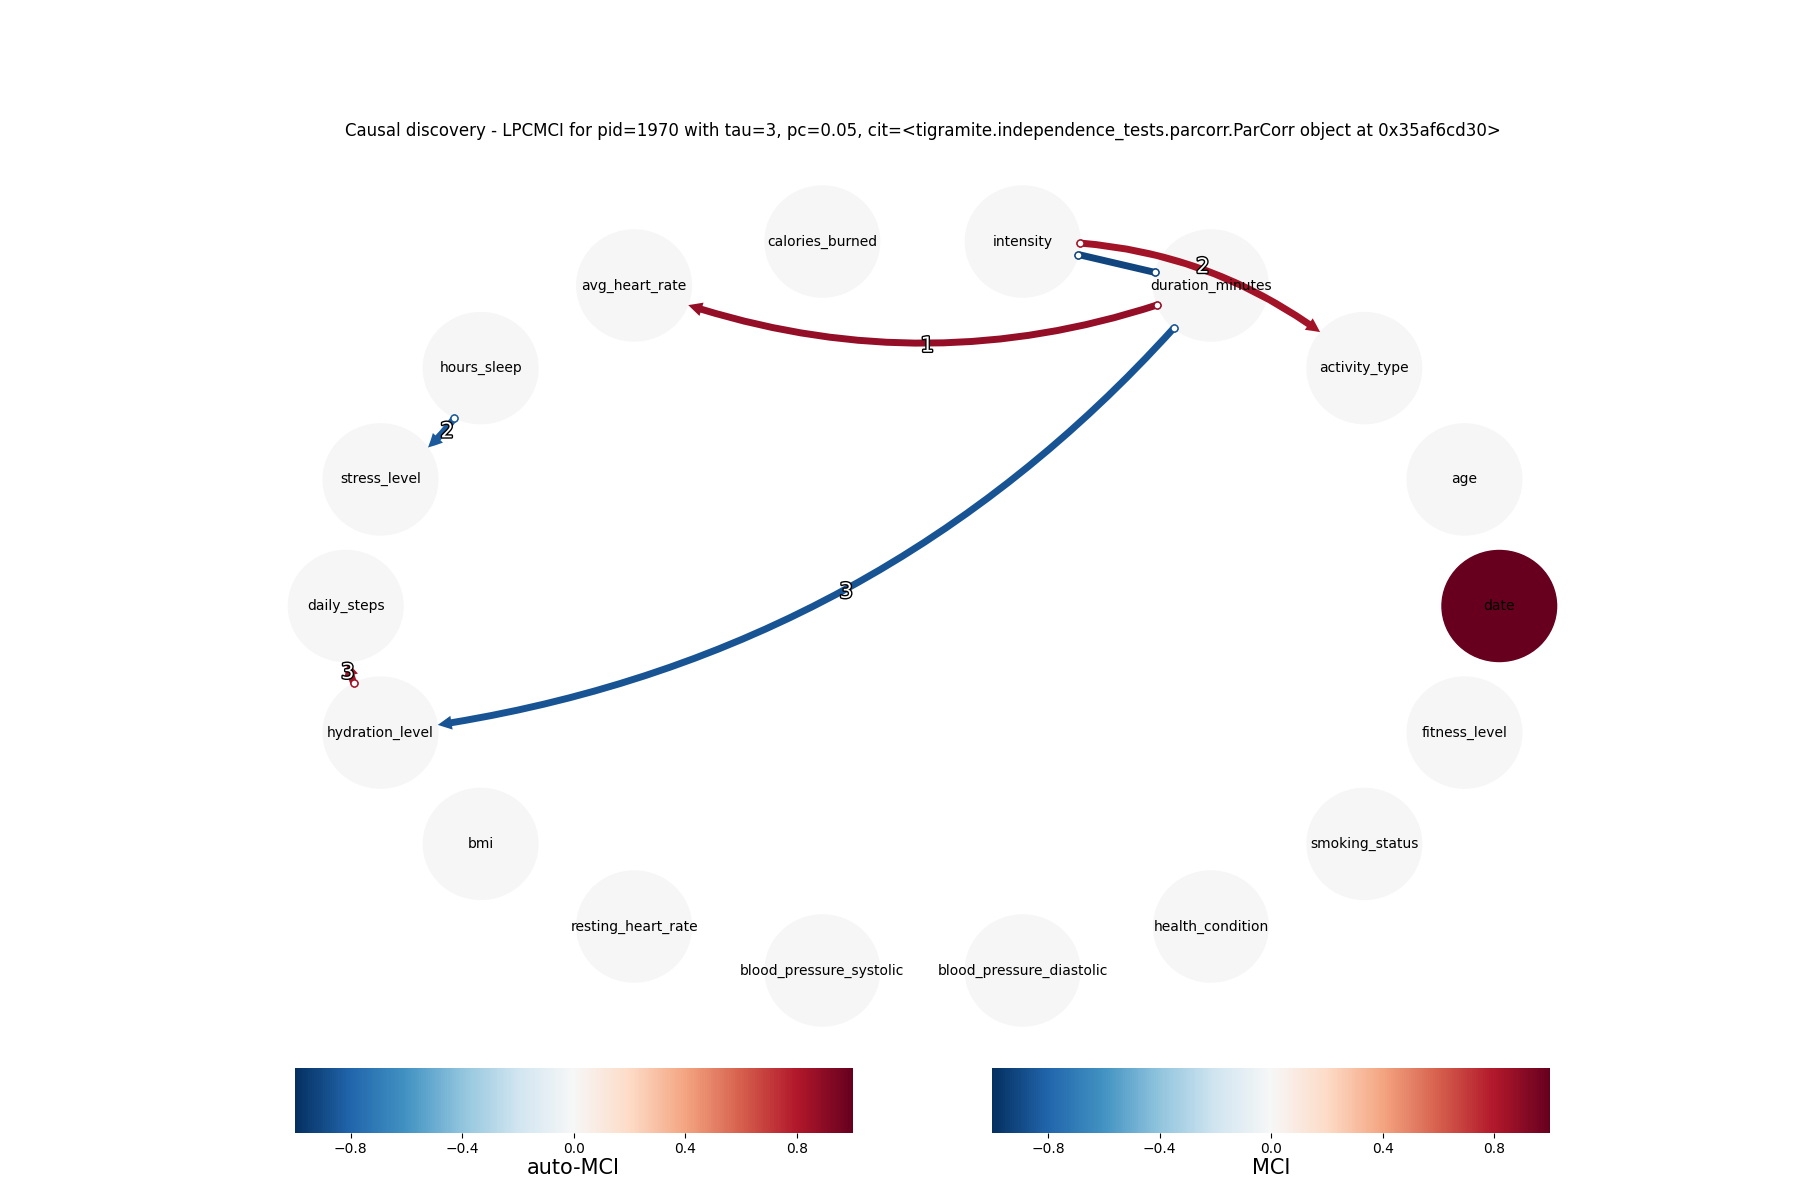 Causal discovery - LPCMCI for pid=1970 with tau=3, pc=0.05, cit=<tigramite.independence_tests.parcorr.ParCorr object at 0x35af6cd30>
calories_burned
intensity
2
avg_heart_rate
duration_minutes
1
hours_sleep
activity_type
2
stress_level
age
3
daily_steps
date
3
hydration_level
fitness_level
bmi
smoking_status
resting_heart_rate
health_condition
blood_pressure_systolic
blood_pressure_diastolic
−0.8 −0.4 0.0 0.4 0.8
auto-MCI
−0.8 −0.4 0.0 0.4 0.8
MCI